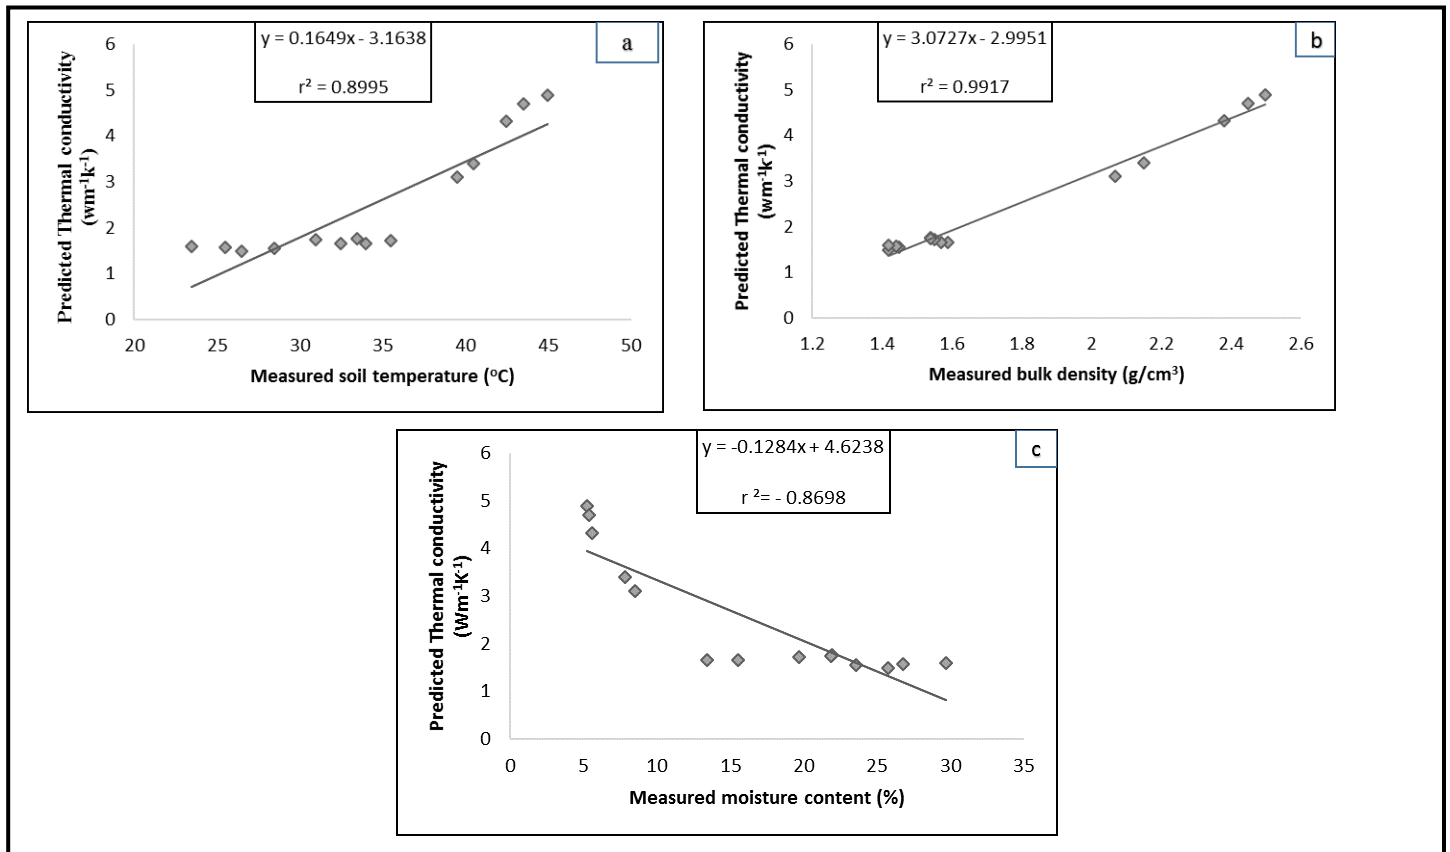 y = 0.1649x - 3.1638
r² = 0.8995
a
6
5
4
3
2
1
0
20 25 30 35 40 45 50
Predicted Thermal conductivity
(wm⁻¹k⁻¹)
Measured soil temperature (ᵒC)
y = 3.0727x - 2.9951
r² = 0.9917
b
6
5
4
3
2
1
0
1.2 1.4 1.6 1.8 2 2.2 2.4 2.6
Predicted Thermal conductivity
(wm⁻¹k⁻¹)
Measured bulk density (g/cm³)
y = -0.1284x + 4.6238
r ²= - 0.8698
c
6
5
4
3
2
1
0
0 5 10 15 20 25 30 35
Predicted Thermal conductivity
(Wm⁻¹K⁻¹)
Measured moisture content (%)